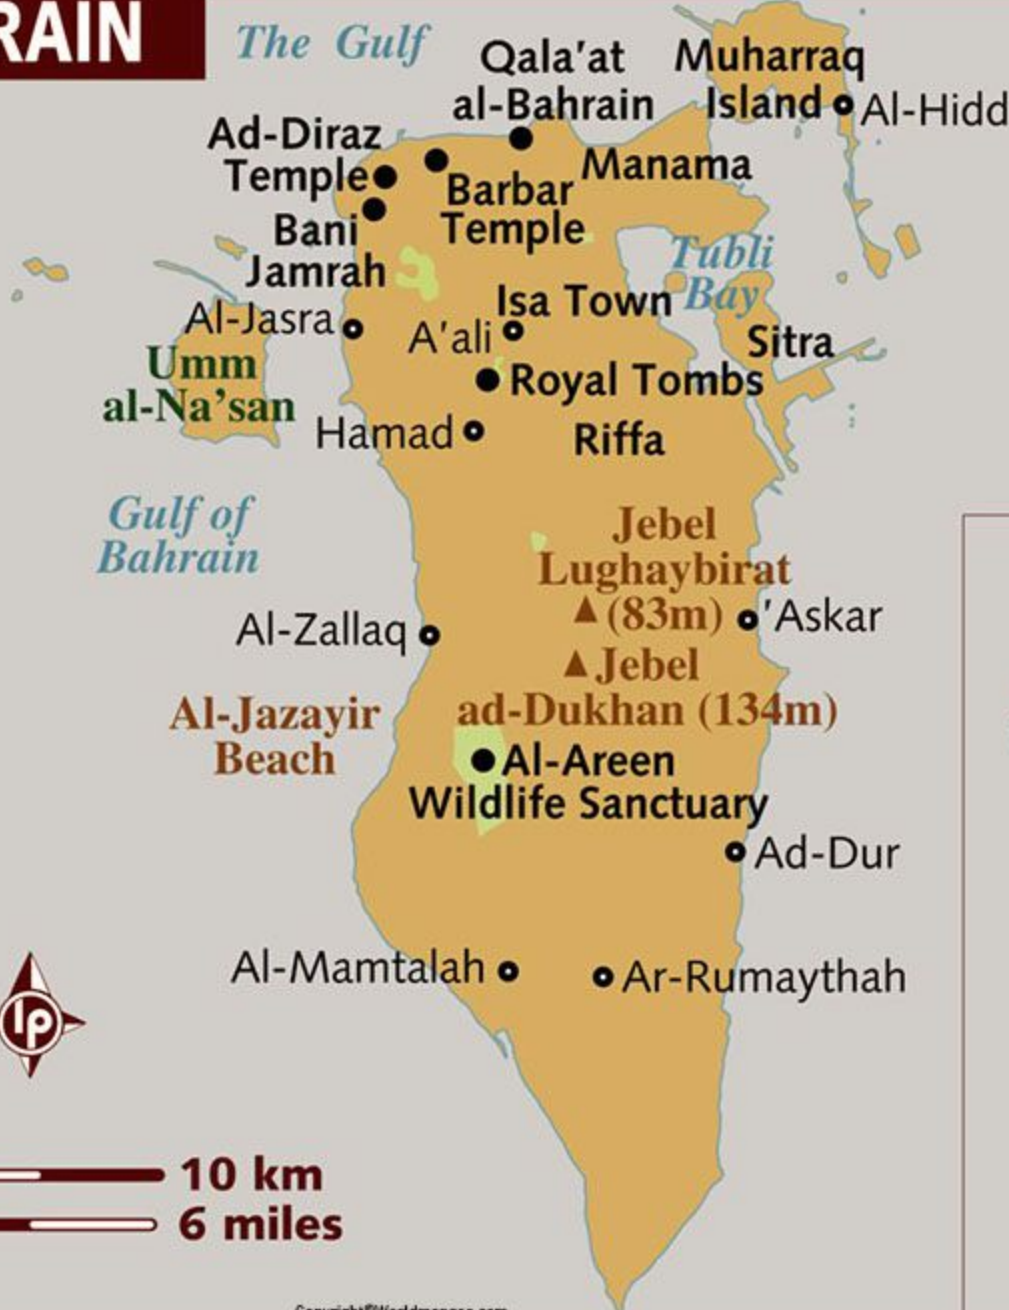 RAIN
The Gulf
Qala'at
al-Bahrain
Muharraq
Island
Al-Hidd
Ad-Diraz
Temple
Manama
Barbar
Temple
Bani
Jamrah
Tubli
Bay
Al-Jasra
A'ali
Isa Town
Sitra
Umm
al-Na'san
Royal Tombs
Hamad
Riffa
Gulf of
Bahrain
Jebel
Lughaybirat
(83m)
'Askar
Al-Zallaq
Jebel
ad-Dukhan (134m)
Al-Jazayir
Beach
Al-Areen
Wildlife Sanctuary
Ad-Dur
Al-Mamtalah
Ar-Rumaythah
lp
10 km
6 miles